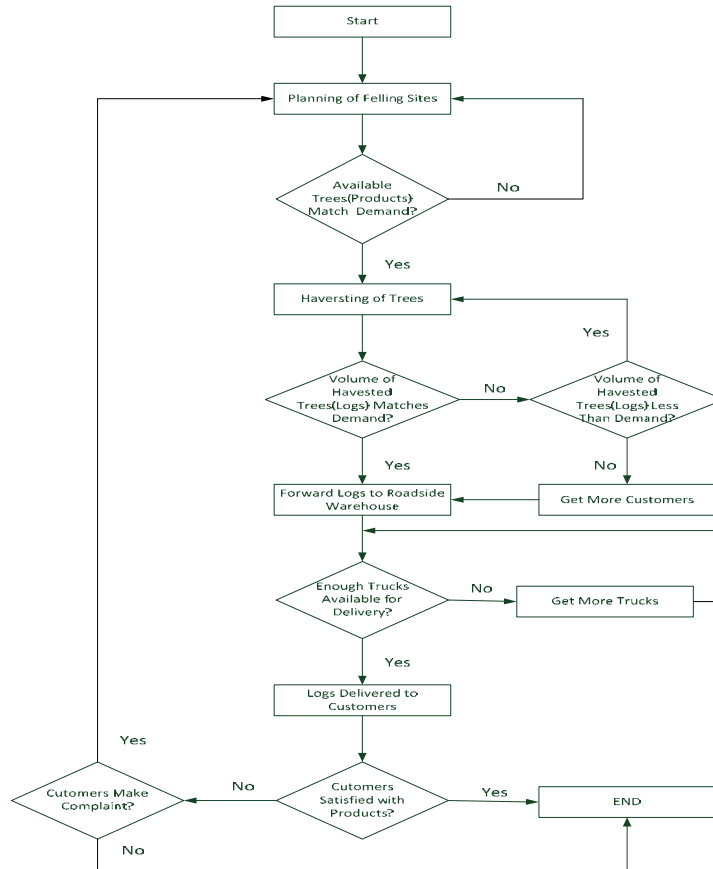 Start
Planning of Felling Sites
Available
Trees(Products)
Match Demand?
No
Yes
Haversting of Trees
Yes
Volume of
Havested
Trees(Logs) Matches
Demand?
No
Volume of
Havested
Trees(Logs) Less
Than Demand?
Yes
No
Forward Logs to Roadside
Warehouse
Get More Customers
Enough Trucks
Available for
Delivery?
No
Get More Trucks
Yes
Logs Delivered to
Customers
Yes
Cutomers Make
Complaint?
No
Cutomers
Satisfied with
Products?
Yes
END
No